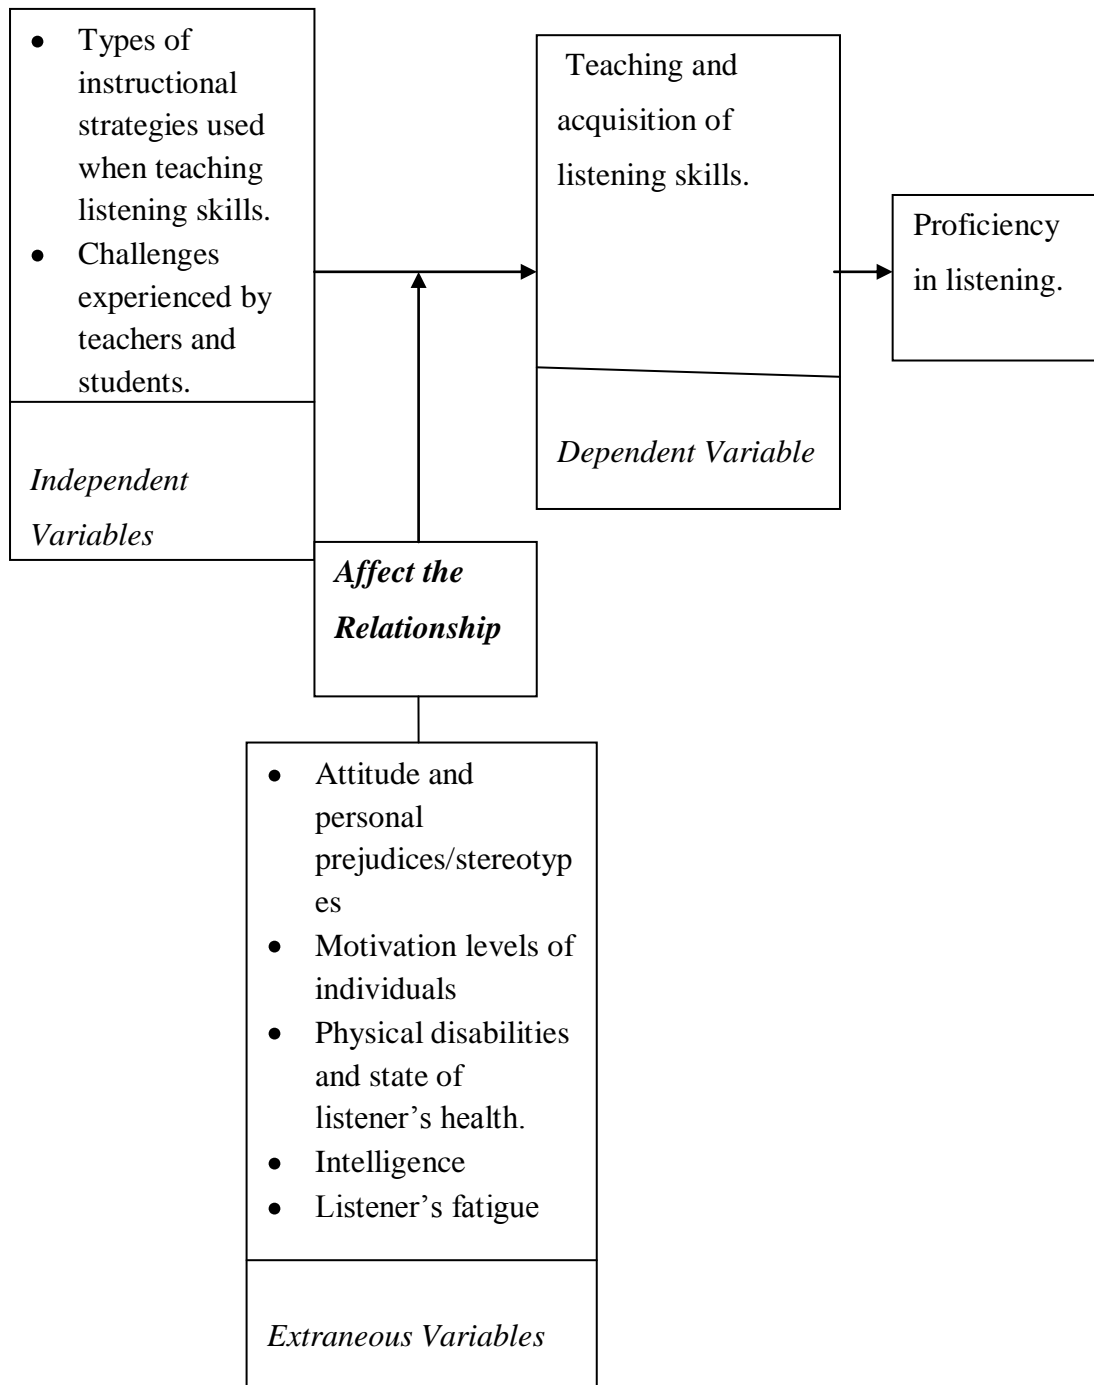 • Types of
instructional
strategies used
when teaching
listening skills.
• Challenges
experienced by
teachers and
students.
Independent
Variables
Teaching and
acquisition of
listening skills.
Dependent Variable
Proficiency
in listening.
Affect the
Relationship
• Attitude and
personal
prejudices/stereotyp
es
• Motivation levels of
individuals
• Physical disabilities
and state of
listener’s health.
• Intelligence
• Listener’s fatigue
Extraneous Variables